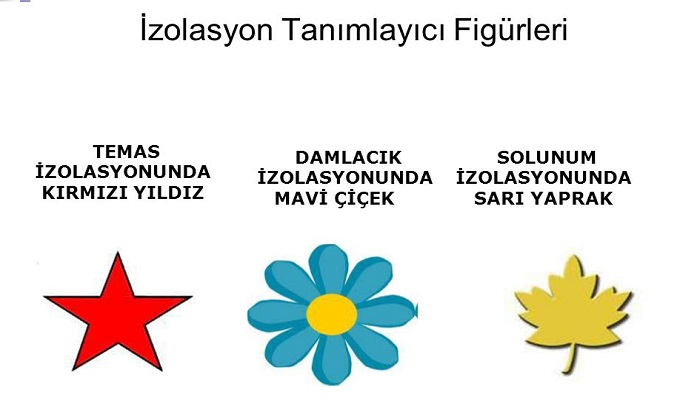 İzolasyon Tanımlayıcı Figürleri
TEMAS
İZOLASYONUNDA
KIRMIZI YILDIZ
DAMLACIK
İZOLASYONUNDA
MAVİ ÇİÇEK
SOLUNUM
İZOLASYONUNDA
SARI YAPRAK